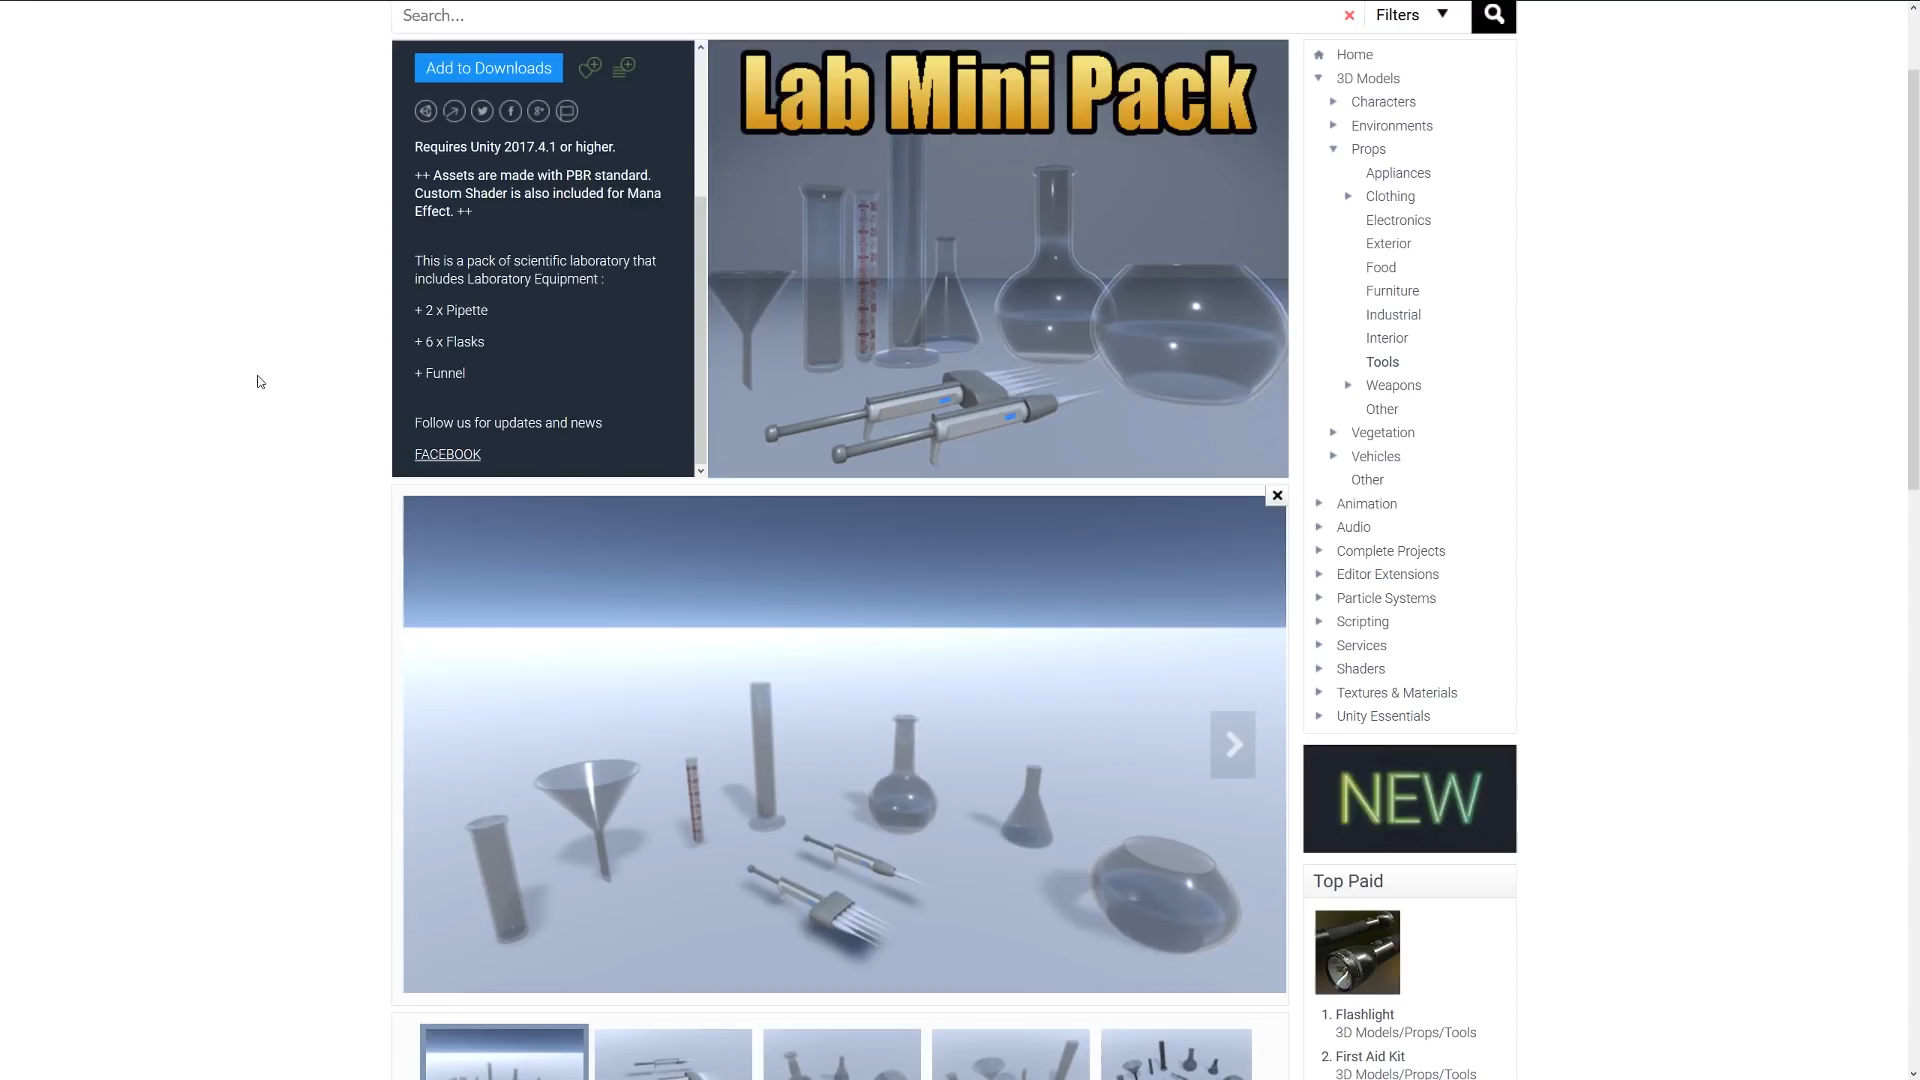 Search...
Filters
Add to Downloads
Requires Unity 2017.4.1 or higher.
++ Assets are made with PBR standard.
Custom Shader is also included for Mana
Effect. ++
This is a pack of scientific laboratory that
includes Laboratory Equipment :
+ 2 x Pipette
+ 6 x Flasks
+ Funnel
Follow us for updates and news
FACEBOOK
Lab Mini Pack
Home
3D Models
Characters
Environments
Props
Appliances
Clothing
Electronics
Exterior
Food
Furniture
Industrial
Interior
Tools
Weapons
Other
Vegetation
Vehicles
Other
Animation
Audio
Complete Projects
Editor Extensions
Particle Systems
Scripting
Services
Shaders
Textures & Materials
Unity Essentials
NEW
Top Paid
1. Flashlight
3D Models/Props/Tools
2. First Aid Kit
3D Models/Props/Tools